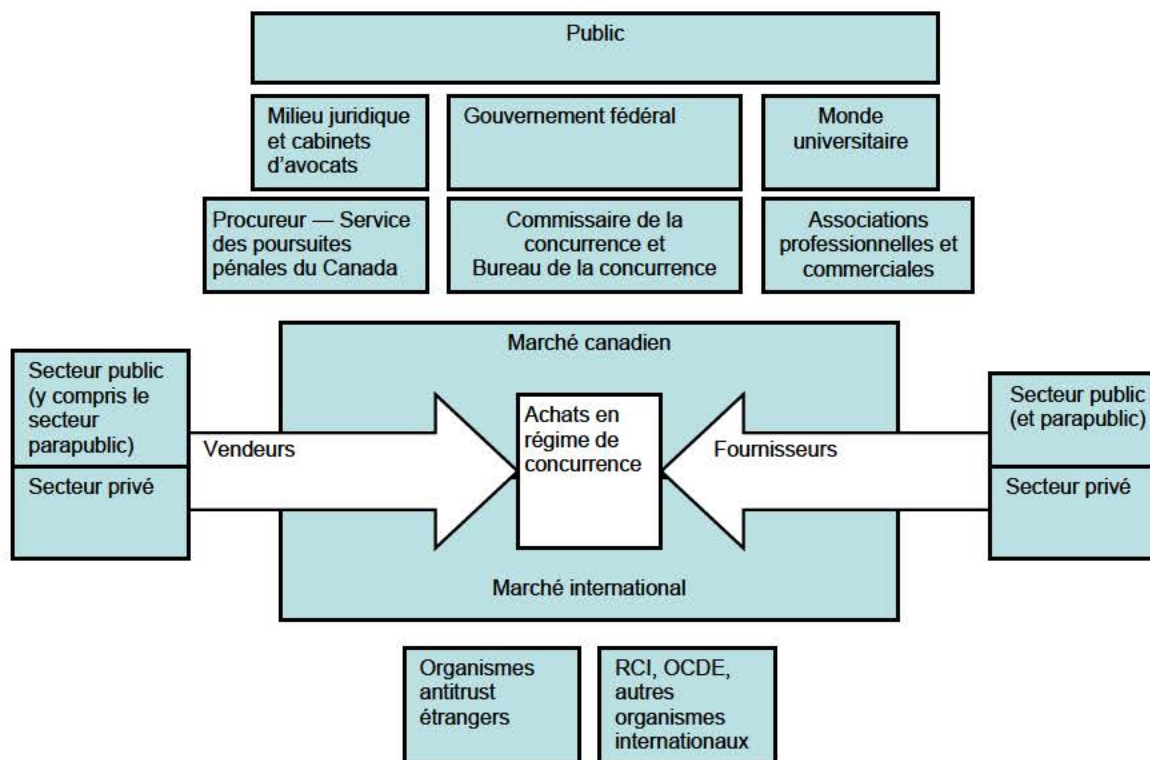 Public
Milieu juridique
et cabinets
d'avocats
Gouvernement fédéral
Monde
universitaire
Procureur — Service
des poursuites
pénales du Canada
Commissaire de la
concurrence et
Bureau de la concurrence
Associations
professionnelles et
commerciales
Marché canadien
Secteur public
(y compris le
secteur
parapublic)
Secteur privé
Vendeurs
Achats en
régime de
concurrence
Fournisseurs
Secteur public
(et parapublic)
Secteur privé
Marché international
Organismes
antitrust
étrangers
RCI, OCDE,
autres
organismes
internationaux